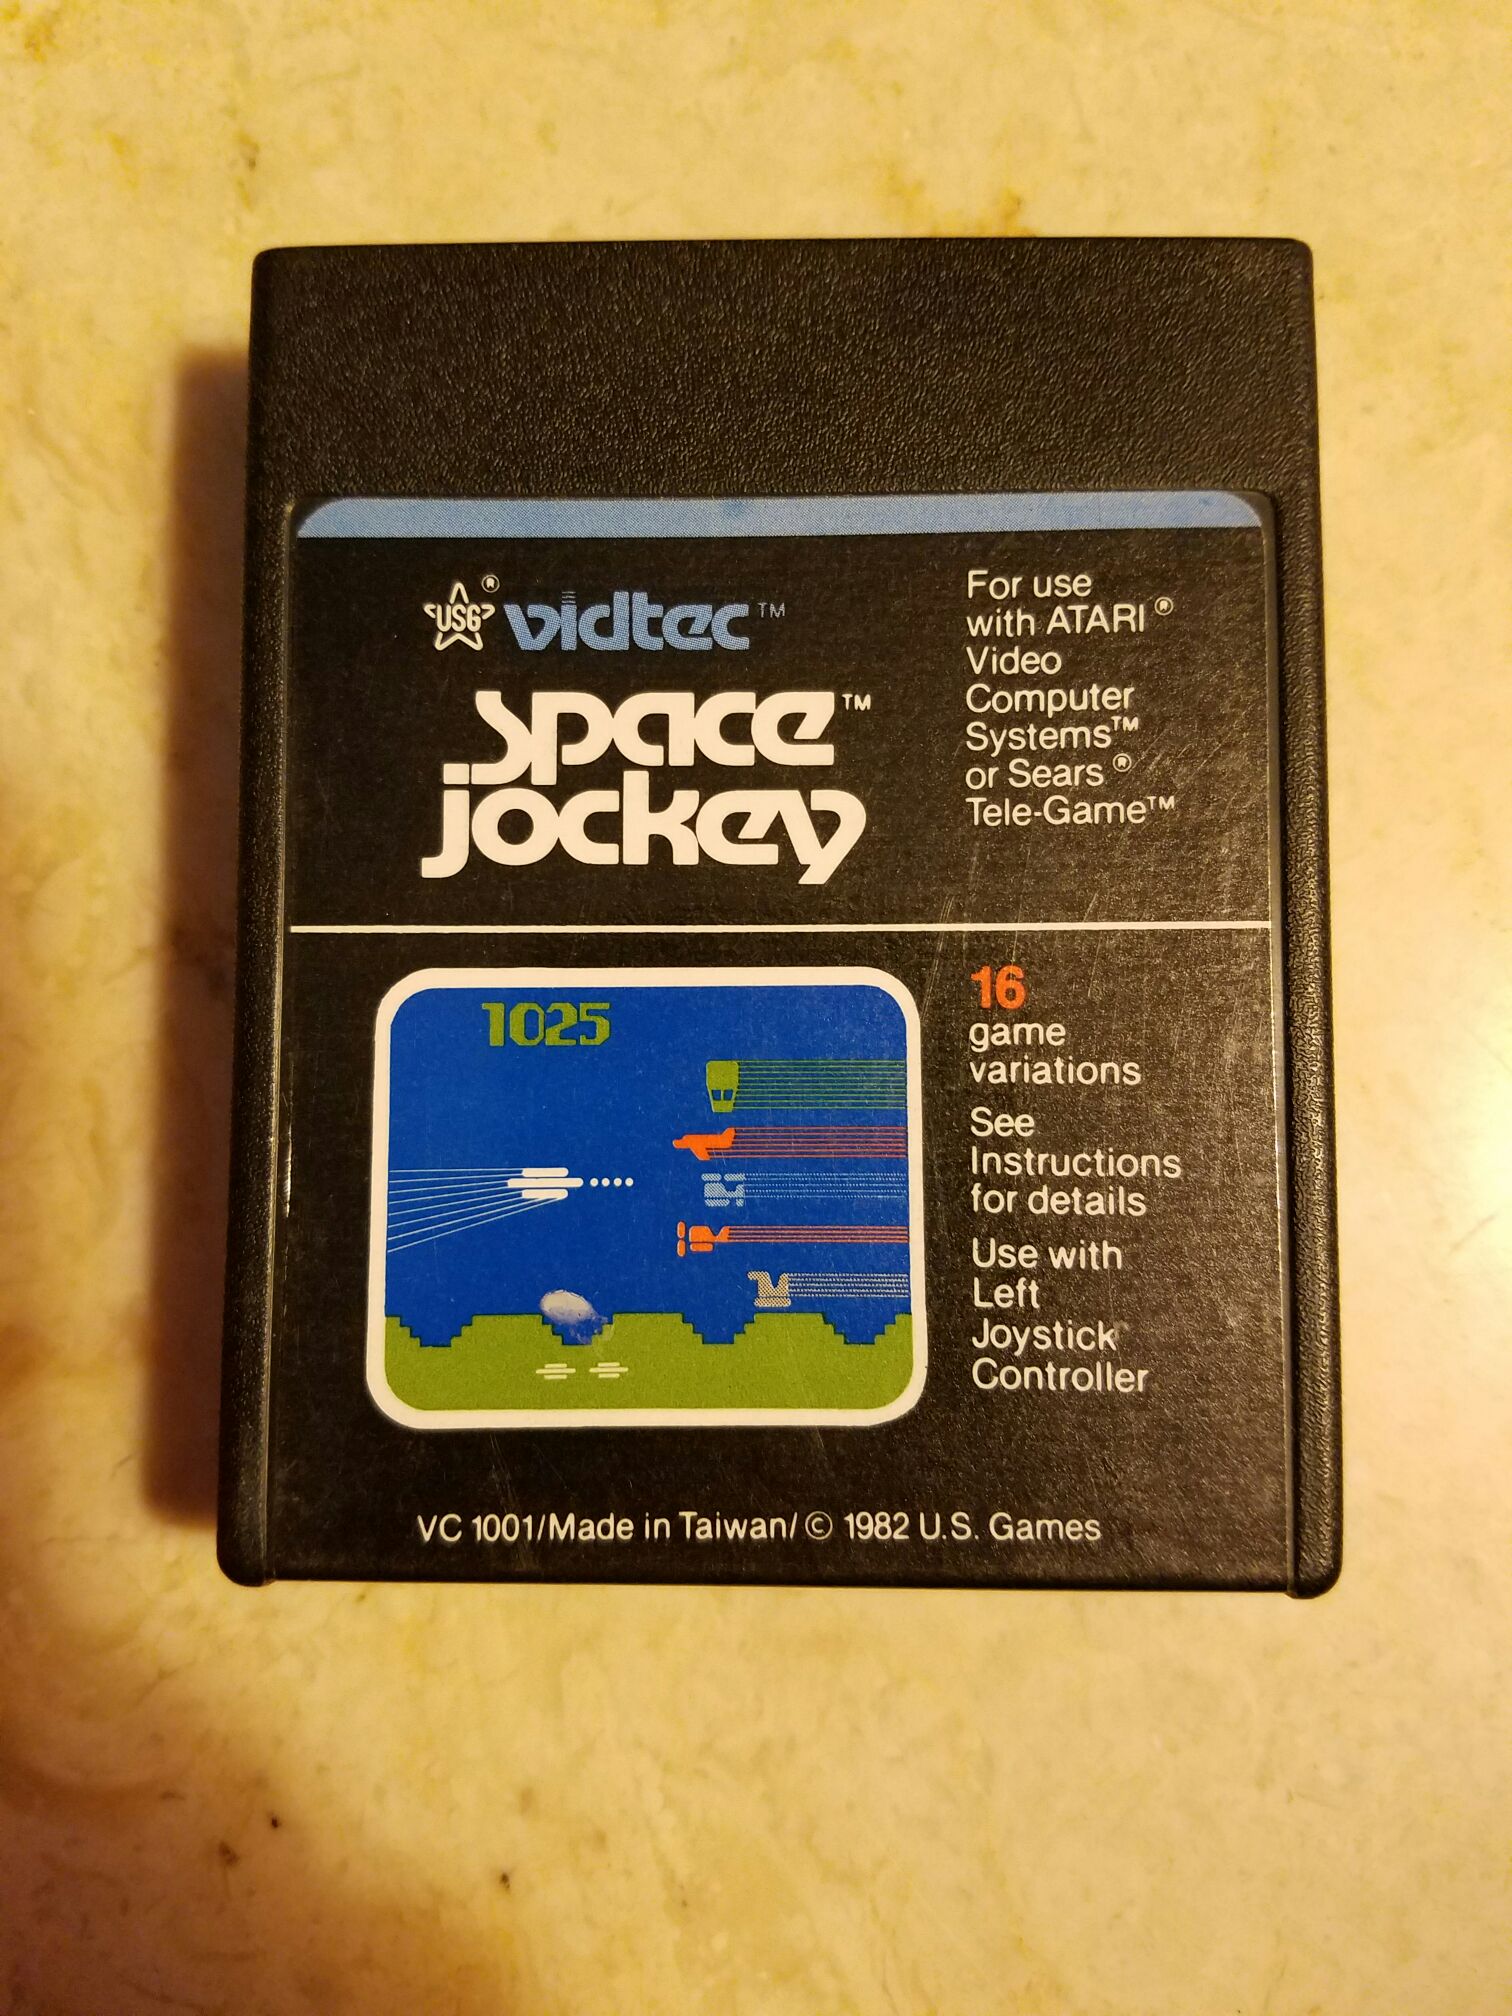 USG® vidtec™
space™
jockey
For use
with ATARI®
Video
Computer
Systems™
or Sears®
Tele-Game™
1025
16
game
variations
See
Instructions
for details
Use with
Left
Joystick
Controller
VC 1001/Made in Taiwan/© 1982 U.S. Games